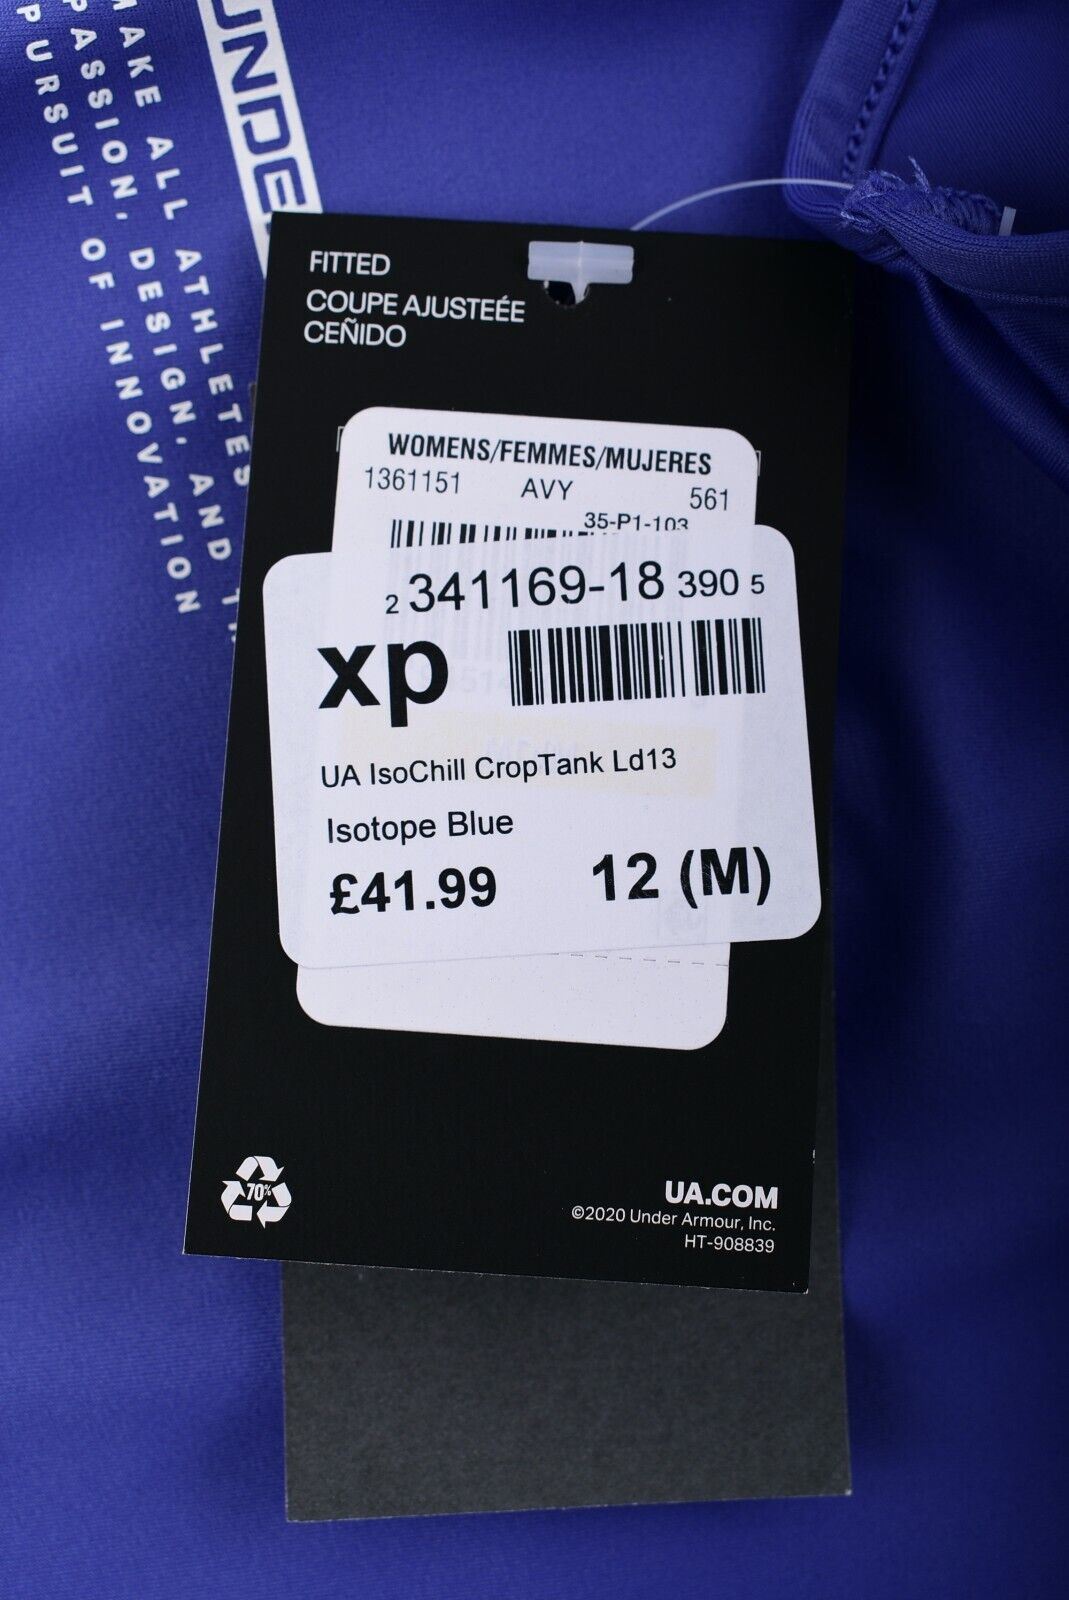 UNDE
MAKE ALL ATHLETES
PASSION, DESIGN, AND
PURSUIT OF INNOVATION
FITTED
COUPE AJUSTEÉE
CEÑIDO
WOMENS/FEMMES/MUJERES
1361151 AVY 561
35-P1-103
2 341169-18 390 5
xp
UA IsoChill CropTank Ld13
Isotope Blue
£41.99 12 (M)
70%
UA.COM
©2020 Under Armour, Inc.
HT-908839